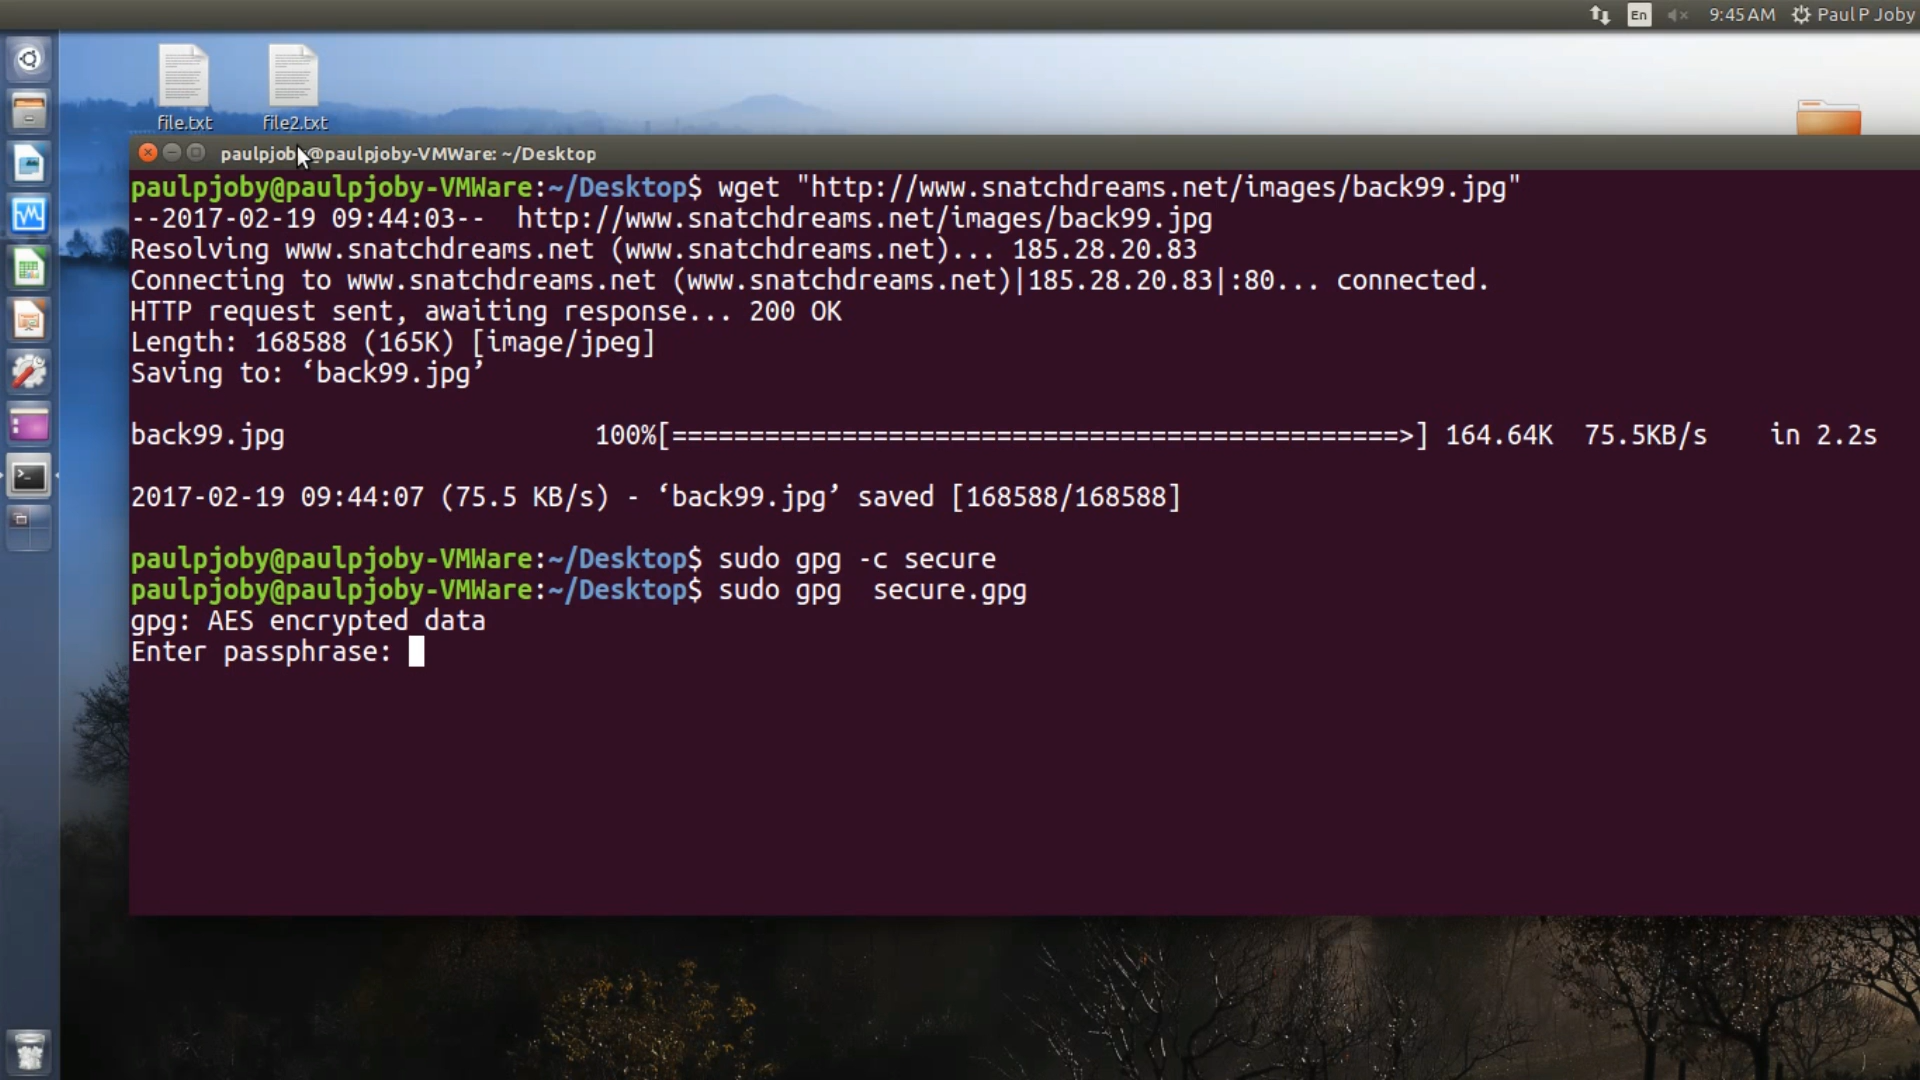 En 9:45 AM Paul P Joby
file.txt file2.txt
paulpjoby@paulpjoby-VMWare: ~/Desktop
paulpjoby@paulpjoby-VMWare:~/Desktop$ wget "http://www.snatchdreams.net/images/back99.jpg"
--2017-02-19 09:44:03-- http://www.snatchdreams.net/images/back99.jpg
Resolving www.snatchdreams.net (www.snatchdreams.net)... 185.28.20.83
Connecting to www.snatchdreams.net (www.snatchdreams.net)|185.28.20.83|:80... connected.
HTTP request sent, awaiting response... 200 OK
Length: 168588 (165K) [image/jpeg]
Saving to: ‘back99.jpg’
back99.jpg 100%[===============================================>] 164.64K 75.5KB/s in 2.2s
2017-02-19 09:44:07 (75.5 KB/s) - ‘back99.jpg’ saved [168588/168588]
paulpjoby@paulpjoby-VMWare:~/Desktop$ sudo gpg -c secure
paulpjoby@paulpjoby-VMWare:~/Desktop$ sudo gpg  secure.gpg
gpg: AES encrypted data
Enter passphrase: